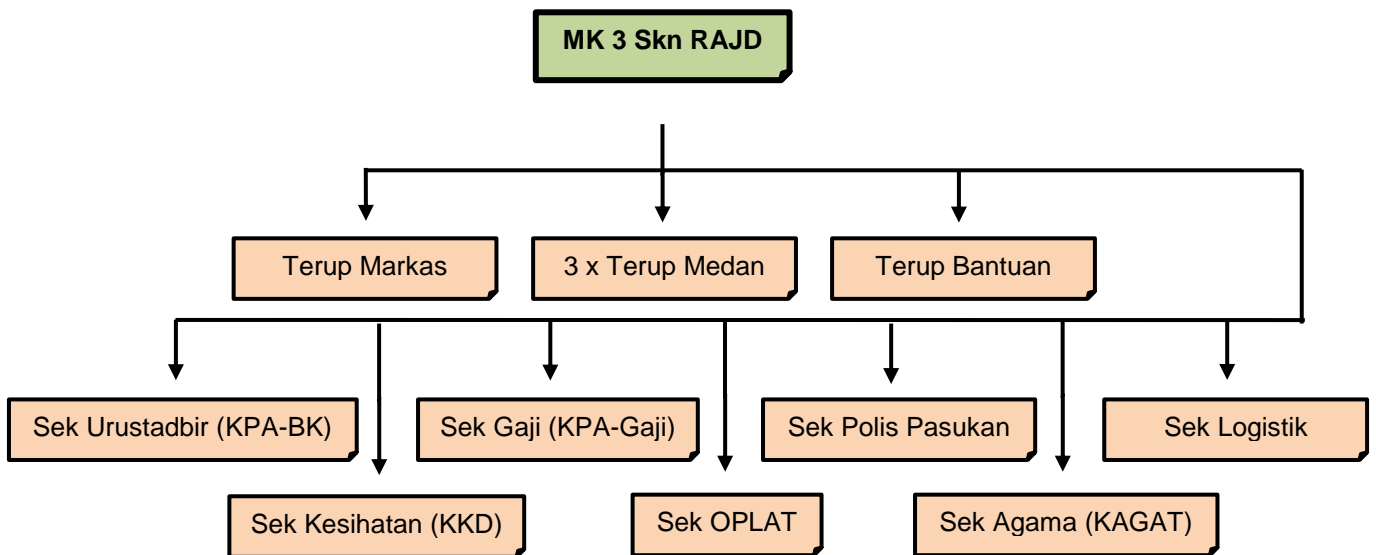 MK 3 Skn RAJD
Terup Markas
3 x Terup Medan
Terup Bantuan
Sek Urustadbir (KPA-BK)
Sek Gaji (KPA-Gaji)
Sek Polis Pasukan
Sek Logistik
Sek Kesihatan (KKD)
Sek OPLAT
Sek Agama (KAGAT)